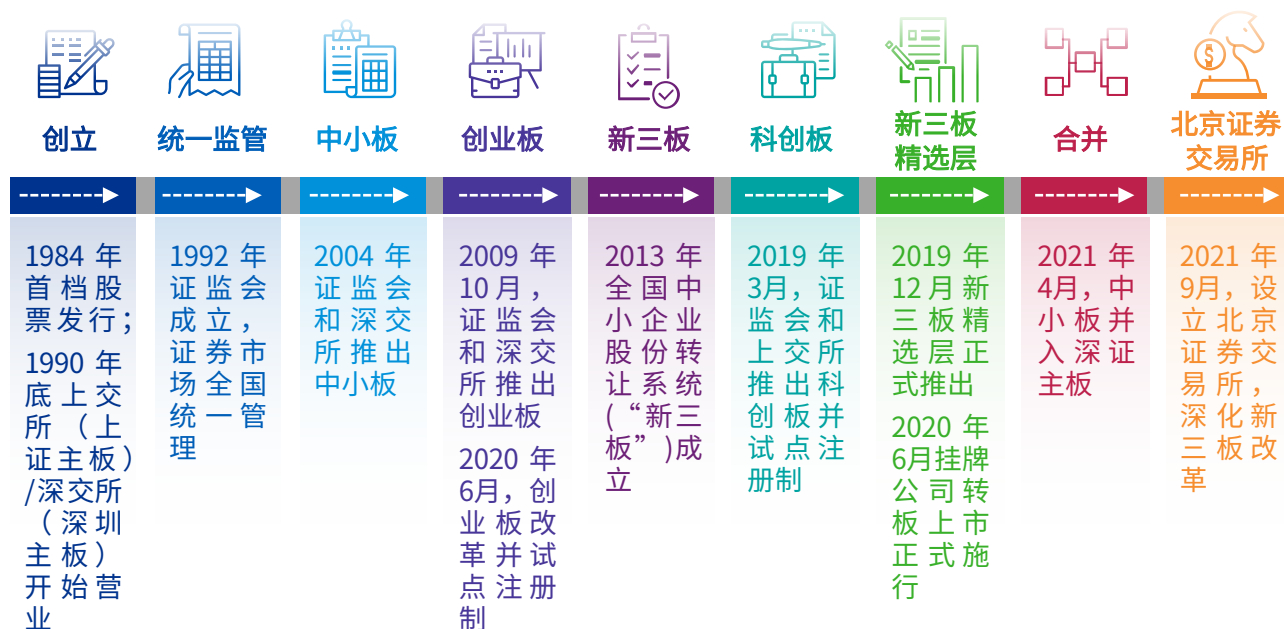 创立
1984 年
首档股
票发行；
1990 年
底上交
所（上
证主板）
/深交所
（深圳
主板）
开始营
业
统一监管
1992 年
证监会
成立，
证券市
场全国
统一管
理
中小板
2004 年
证监会
和深交
所推出
中小板
创业板
2009 年
10月，
证监会
和深交
所推出
创业板
2020 年
6月，创
业板改
革并试
点注册
制
新三板
2013 年
全国中
小企业
股份转
让系统
(“新三
板”)成
立
科创板
2019 年
3月，证
监会和
上交所
推出科
创板并
试点注
册制
新三板
精选层
2019 年
12月新
三板精
选层正
式推出
2020 年
6月挂牌
公司转
板上市
正式施
行
合并
2021 年
4月，中
小板并
入深证
主板
北京证券
交易所
$
2021 年
9月，设
立北京
证券交
易所，
深化新
三板改
革